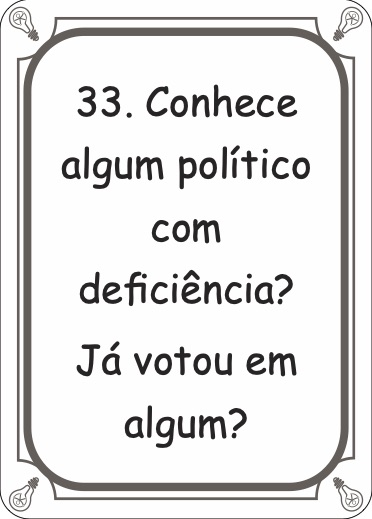 33. Conhece
algum político
com
deficiência?
Já votou em
algum?